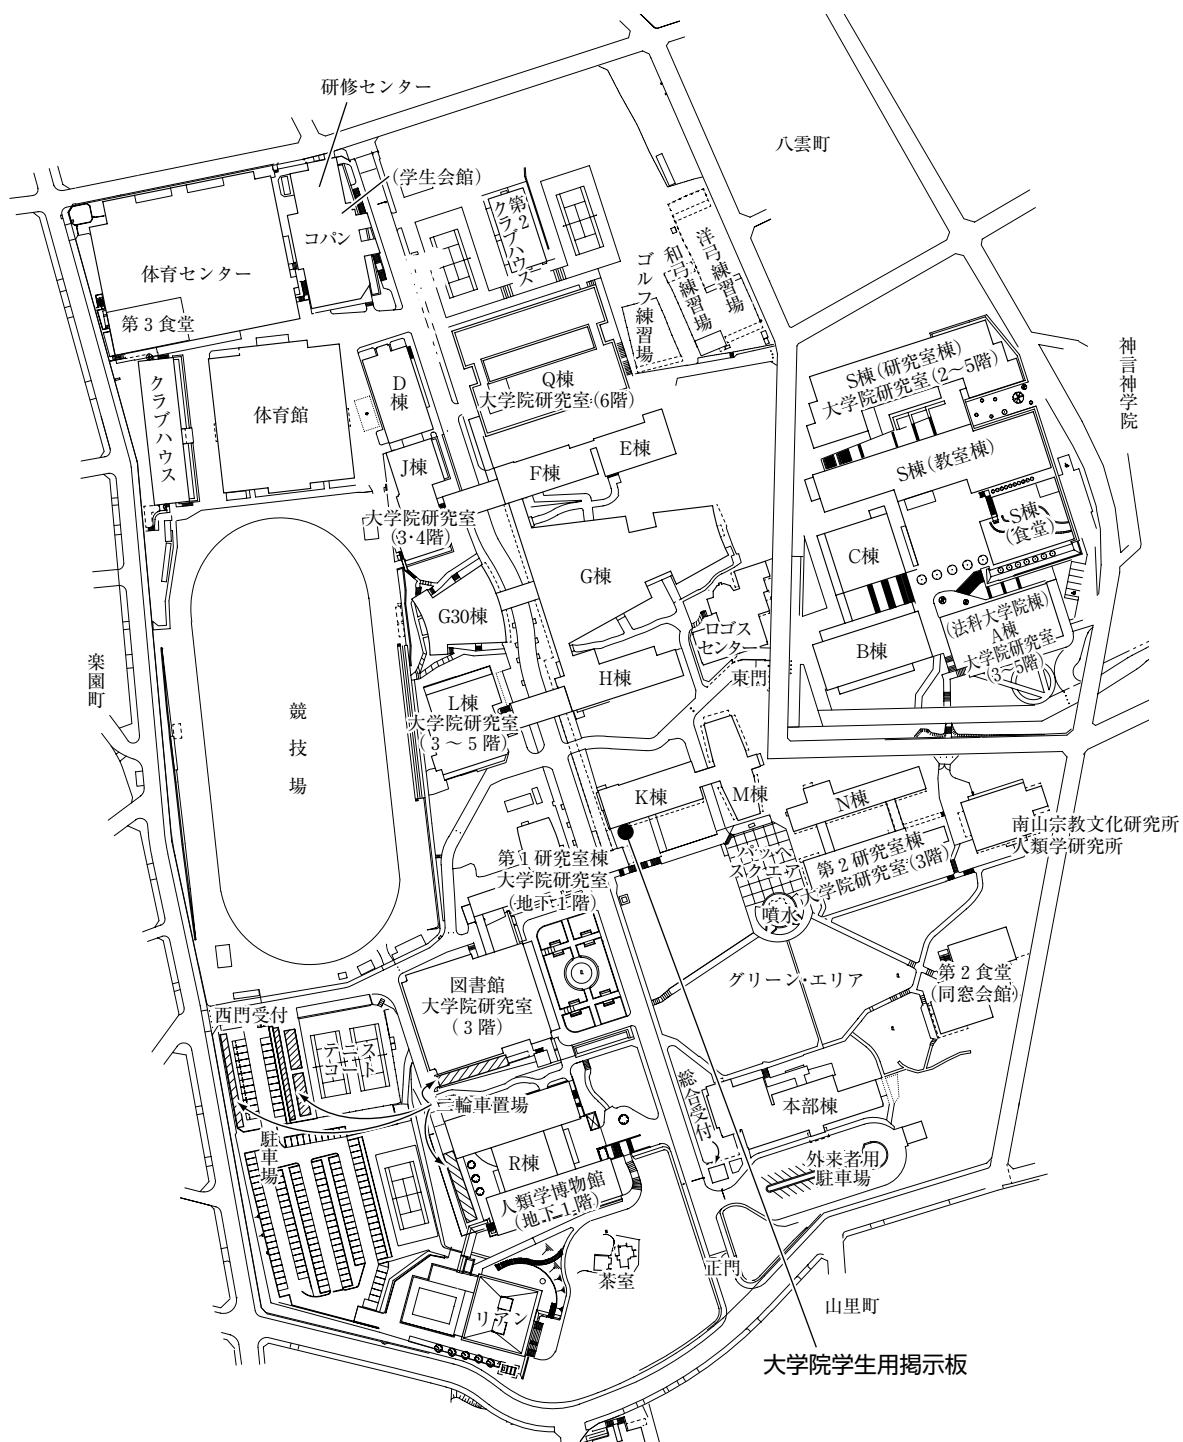 研修センター
八雲町
(学生会館)
コパン
体育センター
第3食堂
第2
クラブハウス
洋弓練習場
和弓練習場
ゴルフ練習場
神言神学院
S棟(研究室棟)
大学院研究室(2～5階)
Q棟
大学院研究室(6階)
D
棟
クラブハウス
体育館
E棟
F棟
J棟
大学院研究室
(3・4階)
S棟(教室棟)
S棟
(食堂)
C棟
G棟
G30棟
ロゴス
センター
(法科大学院棟)
A棟
大学院研究室
(3～5階)
B棟
楽園町
H棟
東門
L棟
大学院研究室
(3～5階)
競
技
場
K棟
M棟
N棟
南山宗教文化研究所
人類学研究所
パッヘ
スクエア
第2研究室棟
大学院研究室(3階)
第1研究室棟
大学院研究室
(地下1階)
噴水
グリーン・エリア
第2食堂
(同窓会館)
図書館
大学院研究室
(3階)
西門受付
テニス
コート
二輪車置場
総合受付
本部棟
駐車場
R棟
人類学博物館
(地下1階)
外来者用
駐車場
茶室
正門
山里町
リアン
大学院学生用掲示板